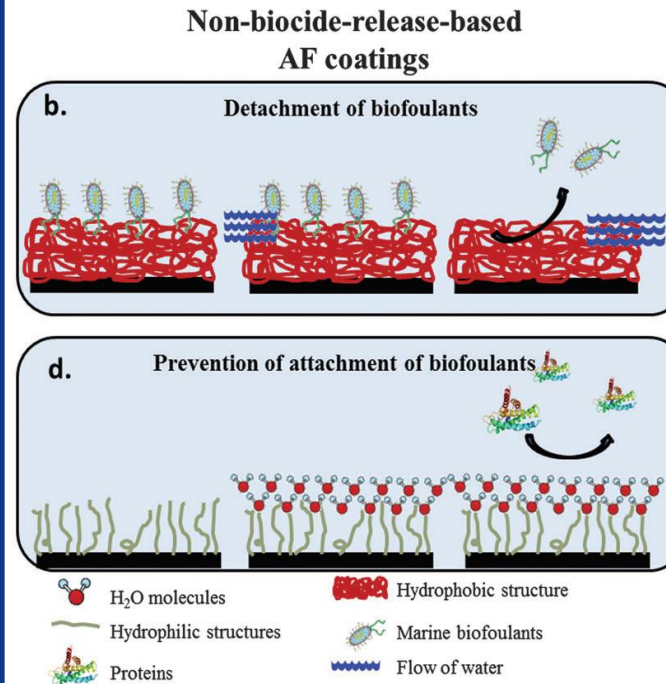 Non-biocide-release-based
AF coatings
b.
Detachment of biofoulants
d.
Prevention of attachment of biofoulants
H₂O molecules
Hydrophobic structure
Hydrophilic structures
Marine biofoulants
Proteins
Flow of water